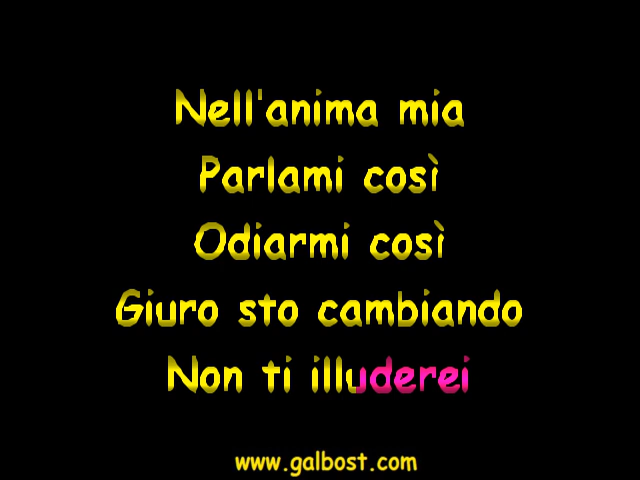 Nell'anima mia
Parlami così
Odiarmi così
Giuro sto cambiando
Non ti illuderei
www.galbost.com